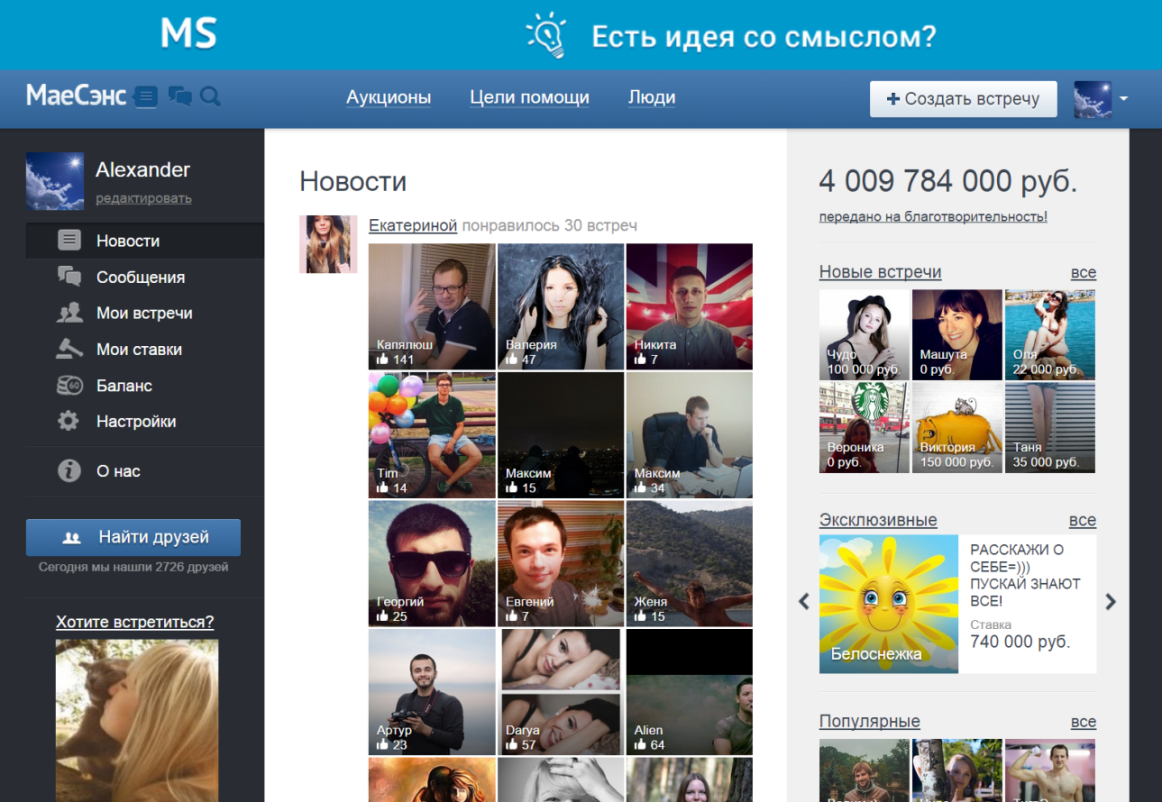 MS
Есть идея со смыслом?
МаеСэнс
Аукционы
Цели помощи
Люди
+ Создать встречу
Alexander
редактировать
Новости
Сообщения
Мои встречи
Мои ставки
60
Баланс
Настройки
О нас
Найти друзей
Сегодня мы нашли 2726 друзей
Хотите встретиться?
Новости
Екатериной понравилось 30 встреч
Капялюш
141
Валерия
47
Никита
7
Tim
14
Максим
15
Максим
34
Георгий
25
Евгений
7
Женя
15
Артур
23
Darya
57
Alien
64
4 009 784 000 руб.
передано на благотворительность!
Новые встречи
все
Чудо
100 000 руб.
Машута
0 руб.
Оля
22 000 руб.
Вероника
0 руб.
Виктория
150 000 руб.
Таня
35 000 руб.
Эксклюзивные
все
Белоснежка
РАССКАЖИ О
СЕБЕ=)))
ПУСКАЙ ЗНАЮТ
ВСЕ!
Ставка
740 000 руб.
Популярные
все